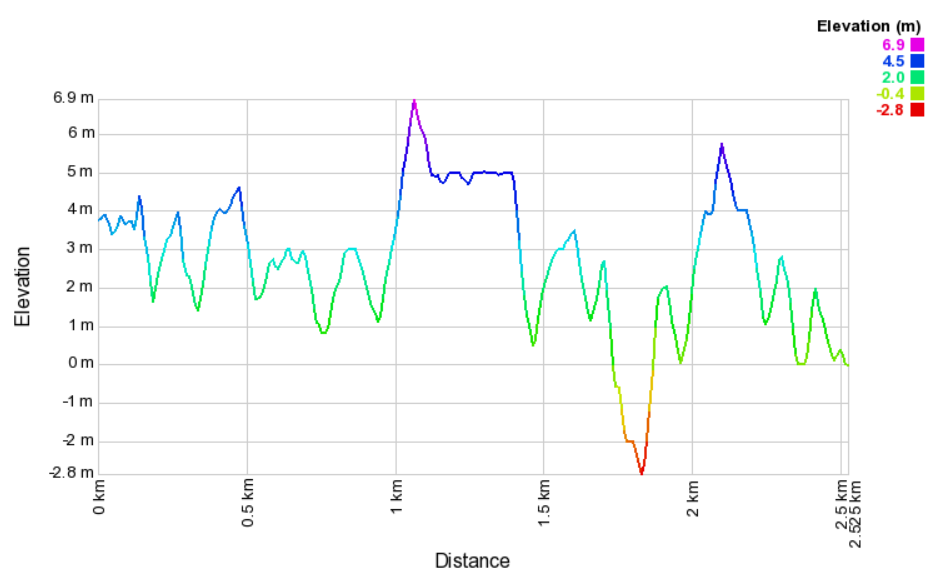 Elevation (m)
6.9
4.5
2.0
-0.4
-2.8
6.9 m
6 m
5 m
4 m
3 m
2 m
1 m
0 m
-1 m
-2 m
-2.8 m
Elevation
0 km
0.5 km
1 km
1.5 km
2 km
2.5 km
2.525 km
Distance